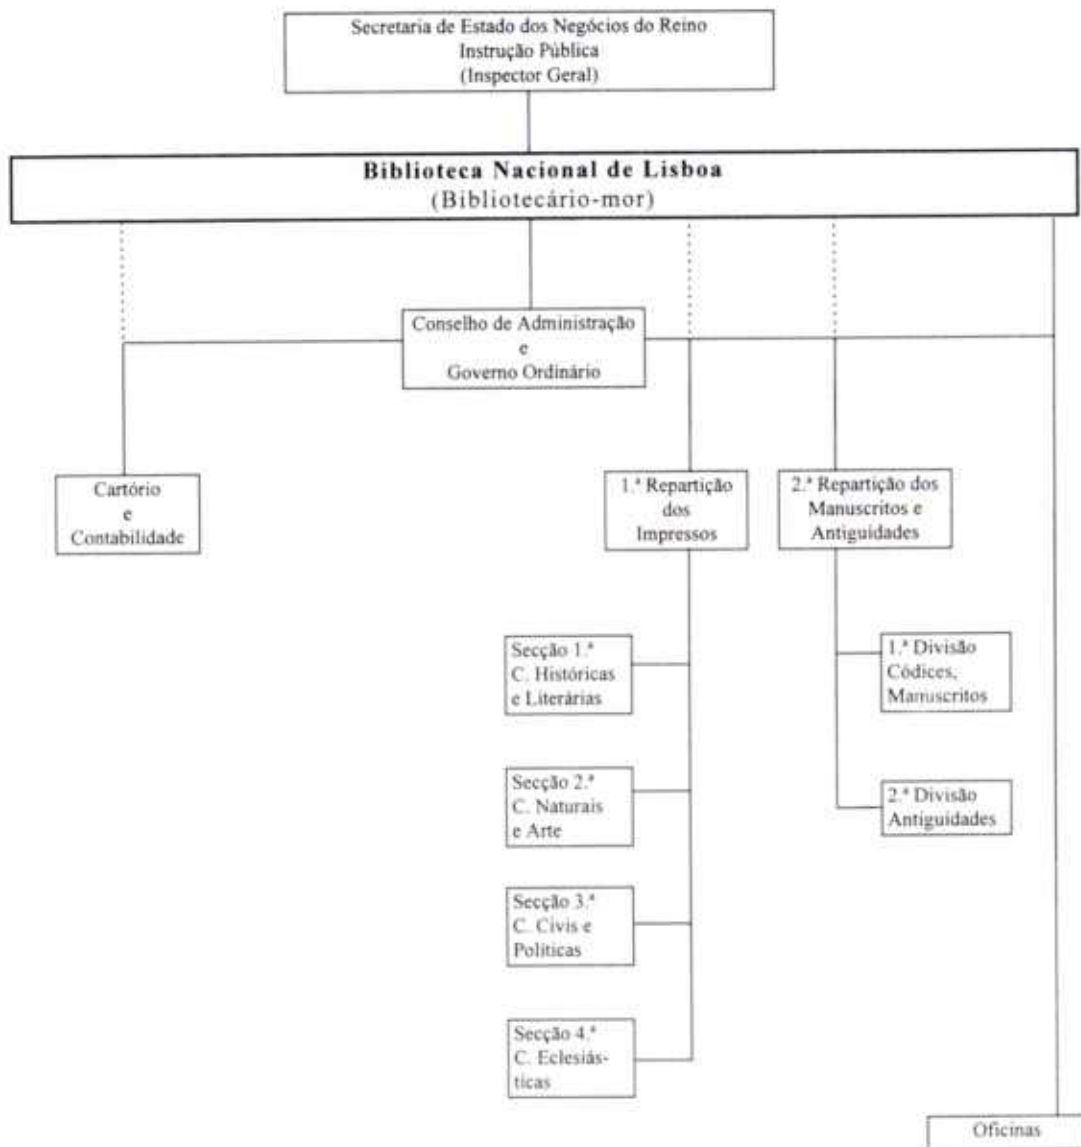 Secretaria de Estado dos Negócios do Reino
Instrução Pública
(Inspector Geral)
Biblioteca Nacional de Lisboa
(Bibliotecário-mor)
Conselho de Administração
e
Governo Ordinário
Cartório
e
Contabilidade
1.ª Repartição
dos
Impressos
2.ª Repartição dos
Manuscritos e
Antiguidades
Secção 1.ª
C. Históricas
e Literárias
1.ª Divisão
Códices,
Manuscritos
Secção 2.ª
C. Naturais
e Arte
2.ª Divisão
Antiguidades
Secção 3.ª
C. Civis e
Políticas
Secção 4.ª
C. Eclesiás-
ticas
Oficinas